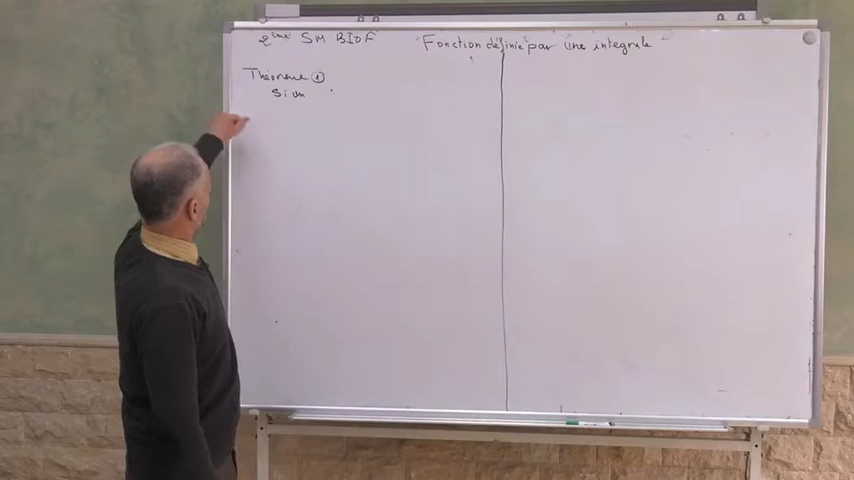 2ème SM BIOF
Fonction définie par une intégrale
Théorème ①
Si un